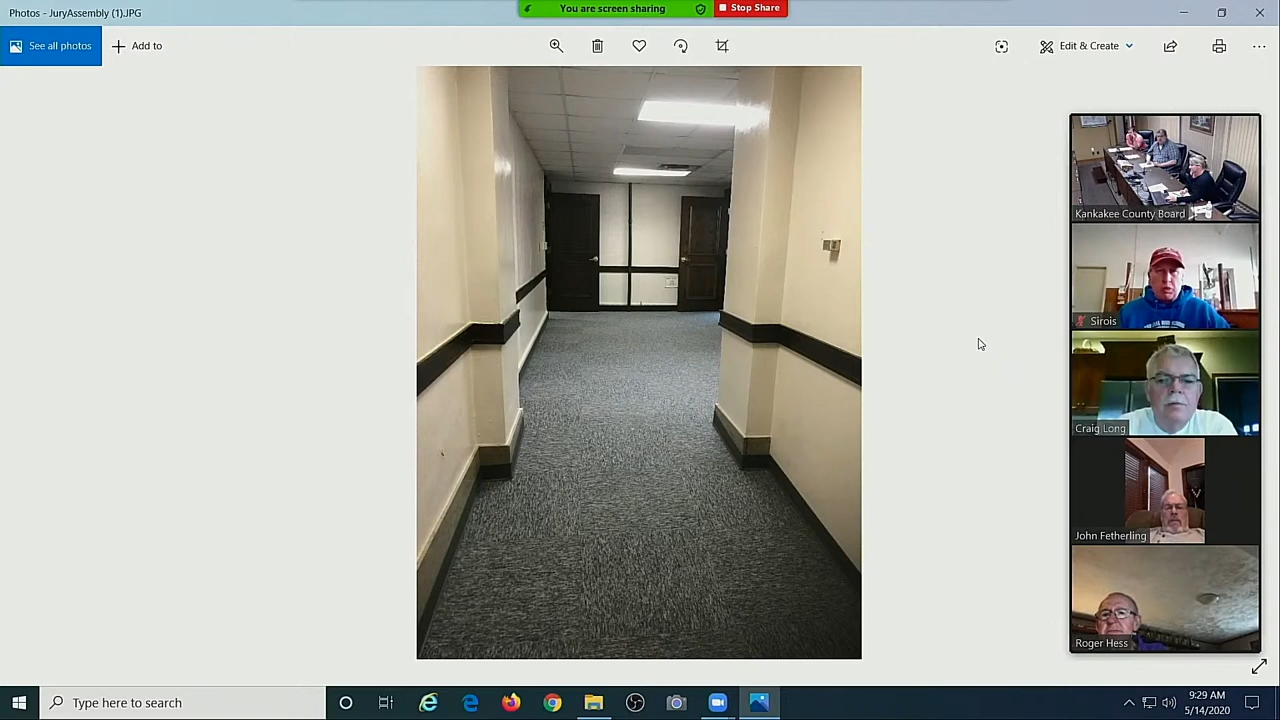 Photos - JuryAssembly (1).JPG
You are screen sharing
Stop Share
See all photos
Add to
Edit & Create
Kankakee County Board
Sirois
Craig Long
John Fetherling
Roger Hess
Type here to search
9:29 AM
5/14/2020